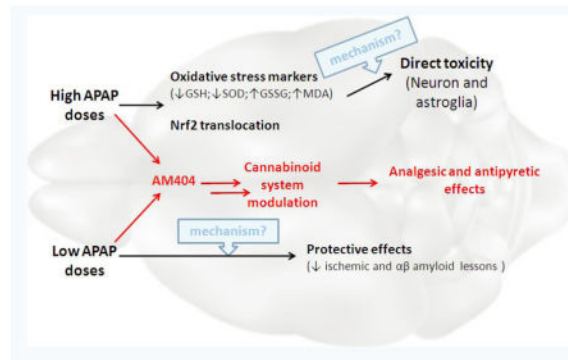 mechanism?
Direct toxicity
(Neuron and
astroglia)
Oxidative stress markers
(↓GSH;↓SOD;↑GSSG;↑MDA)
Nrf2 translocation
High APAP
doses
AM404
Cannabinoid
system
modulation
Analgesic and antipyretic
effects
mechanism?
Low APAP
doses
Protective effects
(↓ ischemic and αβ amyloid lessons )